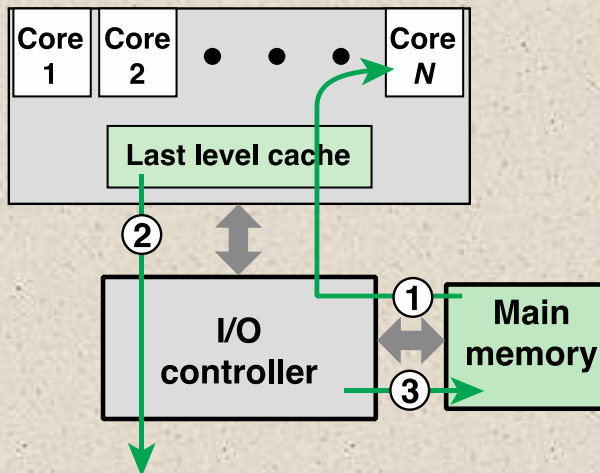 Core
1
Core
2
Core
N
Last level cache
2
1
I/O
controller
Main
memory
3